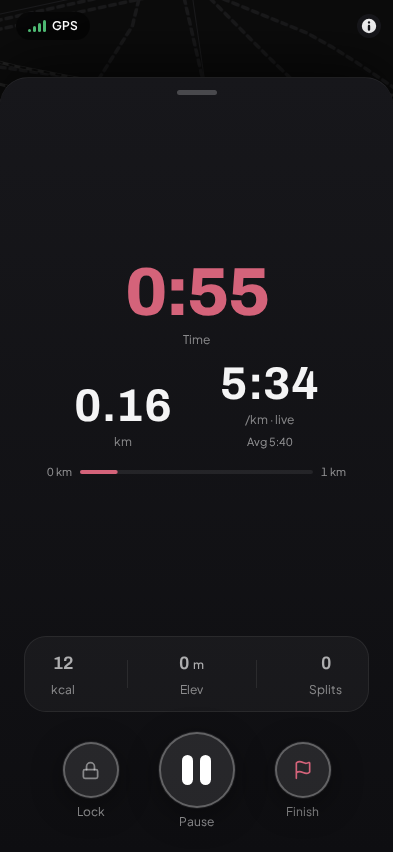 GPS
0:55
Time
0.16
km
5:34
/km · live
Avg 5:40
0 km
1 km
12
kcal
0 m
Elev
0
Splits
Lock
Pause
Finish